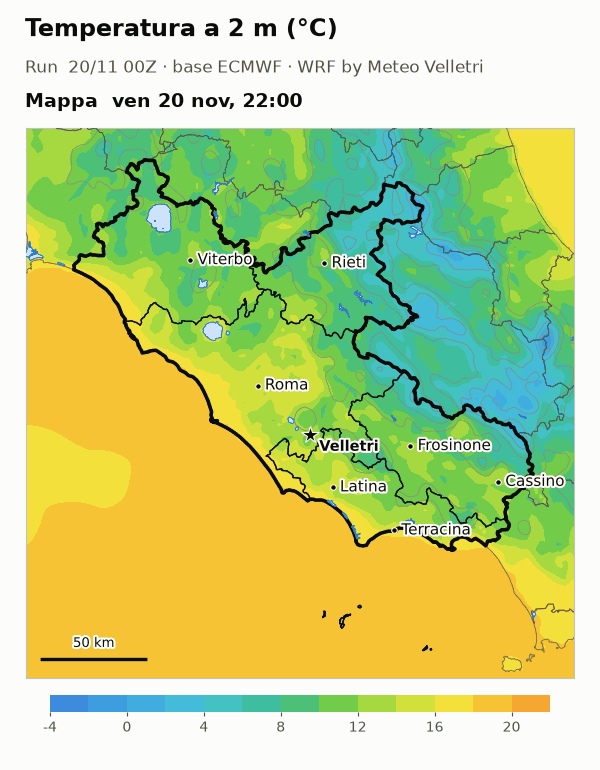 Temperatura a 2 m (°C)
Run  20/11 00Z · base ECMWF · WRF by Meteo Velletri
Mappa  ven 20 nov, 22:00
Viterbo
Rieti
Roma
Velletri
Frosinone
Latina
Cassino
Terracina
50 km
-4 0 4 8 12 16 20